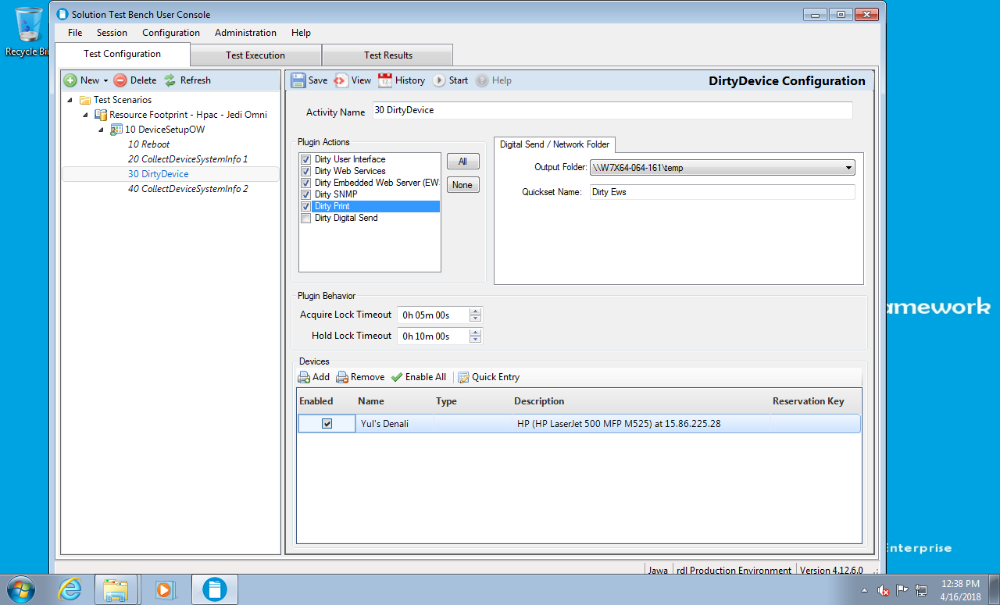 Recycle Bin
Solution Test Bench User Console
File Session Configuration Administration Help
Test Configuration Test Execution Test Results
New Delete Refresh
Save View History Start Help DirtyDevice Configuration
Test Scenarios
Resource Footprint - Hpac - Jedi Omni
10 DeviceSetupOW
10 Reboot
20 CollectDeviceSystemInfo 1
30 DirtyDevice
40 CollectDeviceSystemInfo 2
Activity Name 30 DirtyDevice
Plugin Actions
Dirty User Interface
Dirty Web Services
Dirty Embedded Web Server (EW
Dirty SNMP
Dirty Print
Dirty Digital Send
All
None
Digital Send / Network Folder
Output Folder: \\W7X64-064-161\temp
Quickset Name: Dirty Ews
Plugin Behavior
Acquire Lock Timeout 0h 05m 00s
Hold Lock Timeout 0h 10m 00s
Devices
Add Remove Enable All Quick Entry
Enabled Name Type Description Reservation Key
Yul's Denali HP (HP LaserJet 500 MFP M525) at 15.86.225.28
amework
Enterprise
Jawa rdl Production Environment Version 4.12.6.0
12:38 PM
4/16/2018